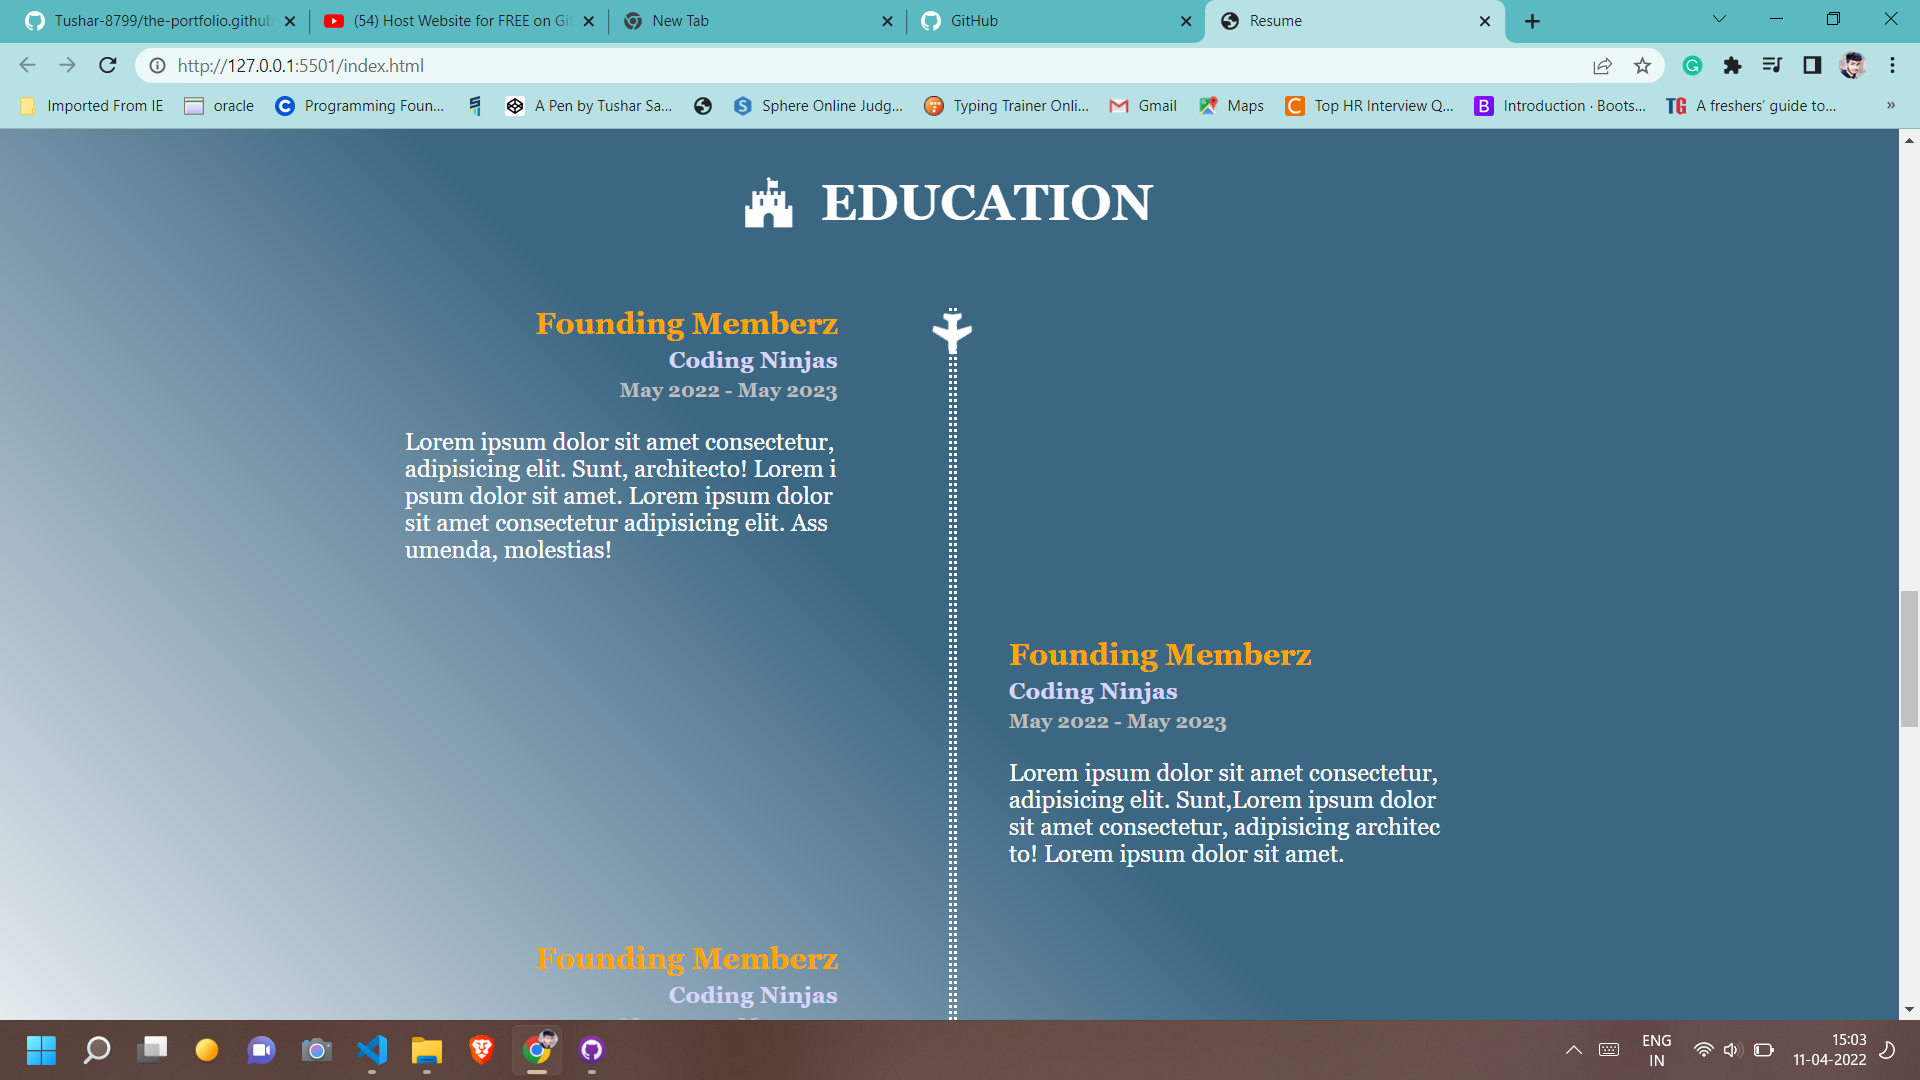 Tushar-8799/the-portfolio.github
(54) Host Website for FREE on Git
New Tab
GitHub
Resume
http://127.0.0.1:5501/index.html
Imported From IE
oracle
Programming Foun...
A Pen by Tushar Sa...
Sphere Online Judg...
Typing Trainer Onli...
Gmail
Maps
Top HR Interview Q...
Introduction · Boots...
A freshers' guide to...
EDUCATION
Founding Memberz
Coding Ninjas
May 2022 - May 2023
Lorem ipsum dolor sit amet consectetur,
adipisicing elit. Sunt, architecto! Lorem i
psum dolor sit amet. Lorem ipsum dolor
sit amet consectetur adipisicing elit. Ass
umenda, molestias!
Founding Memberz
Coding Ninjas
May 2022 - May 2023
Lorem ipsum dolor sit amet consectetur,
adipisicing elit. Sunt,Lorem ipsum dolor
sit amet consectetur, adipisicing architec
to! Lorem ipsum dolor sit amet.
Founding Memberz
Coding Ninjas
ENG
IN
15:03
11-04-2022